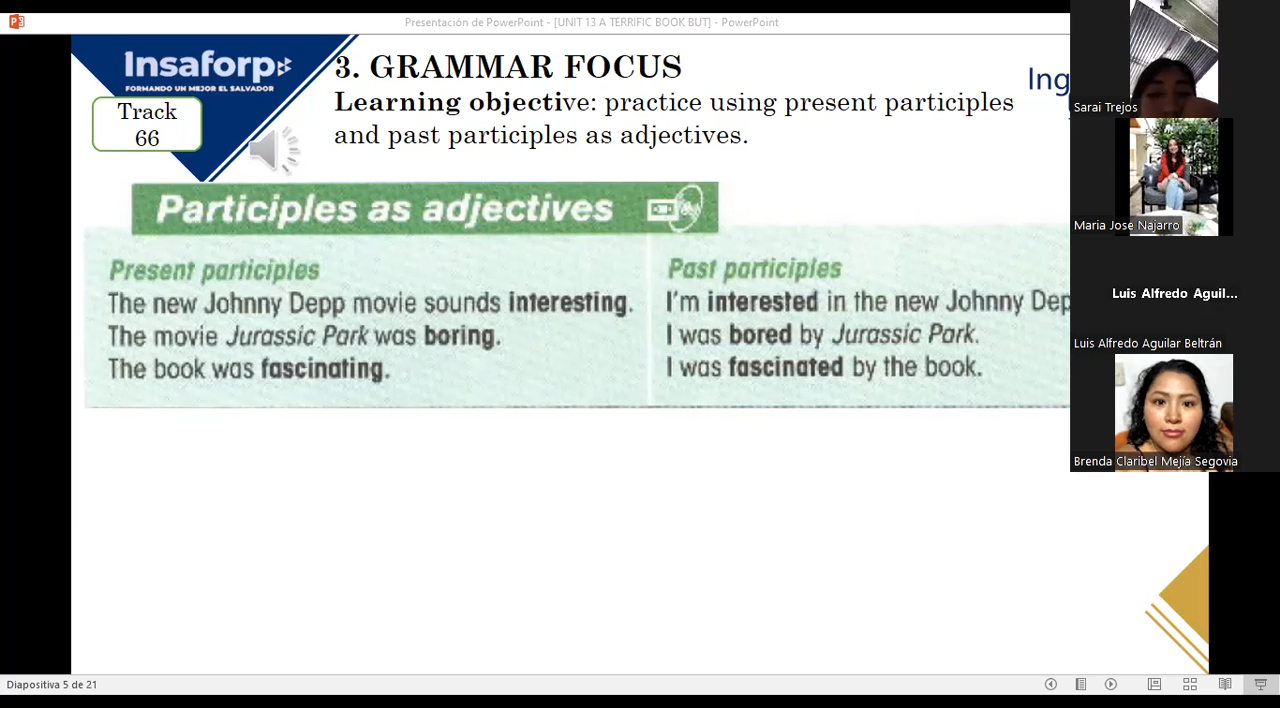 Presentación de PowerPoint - [UNIT 13 A TERRIFIC BOOK BUT] - PowerPoint
Insaforp
FORMANDO UN MEJOR EL SALVADOR
Track
66
3. GRAMMAR FOCUS
Learning objective: practice using present participles
and past participles as adjectives.
Ing
Participles as adjectives
Present participles
The new Johnny Depp movie sounds interesting.
The movie Jurassic Park was boring.
The book was fascinating.
Past participles
I'm interested in the new Johnny Dep
I was bored by Jurassic Park.
I was fascinated by the book.
Sarai Trejos
Maria Jose Najarro
Luis Alfredo Aguil...
Luis Alfredo Aguilar Beltrán
Brenda Claribel Mejía Segovia
Diapositiva 5 de 21